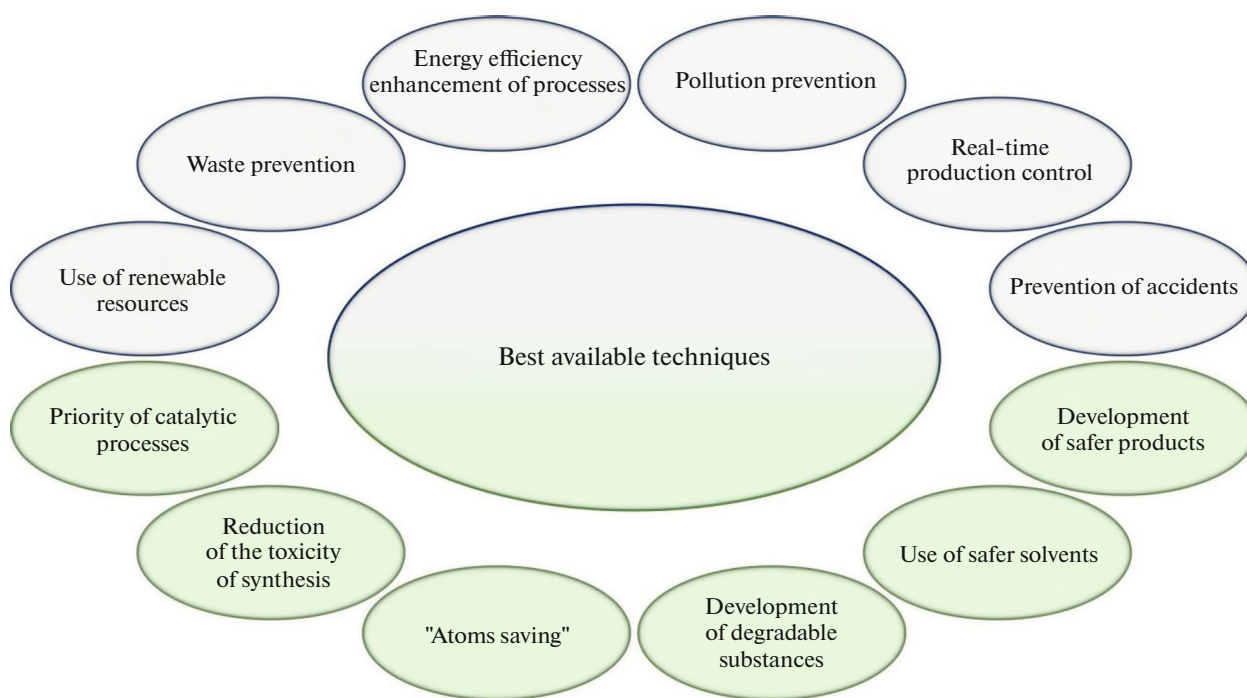 Energy efficiency
enhancement of processes
Pollution prevention
Waste prevention
Real-time
production control
Use of renewable
resources
Prevention of accidents
Best available techniques
Priority of catalytic
processes
Development
of safer products
Reduction
of the toxicity
of synthesis
Use of safer solvents
"Atoms saving"
Development
of degradable
substances